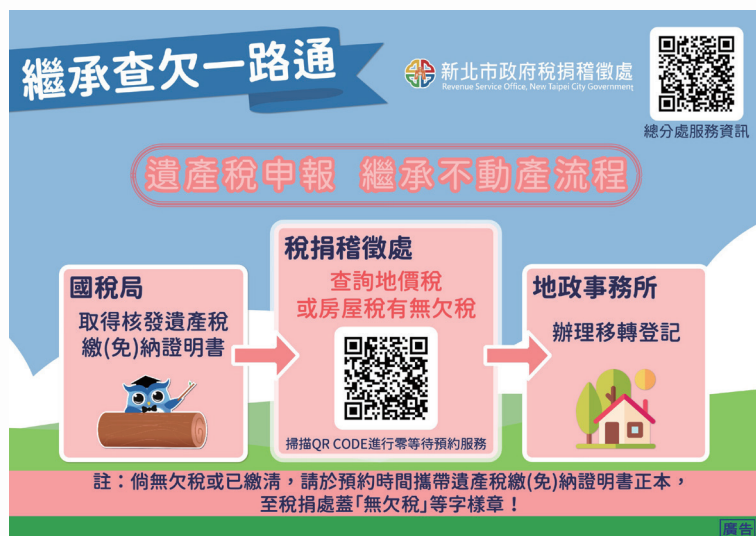 繼承查欠一路通
新北市政府稅捐稽徵處
Revenue Service Office, New Taipei City Government
總分處服務資訊
遺產稅申報 繼承不動產流程
國稅局
取得核發遺產稅
繳(免)納證明書
稅捐稽徵處
查詢地價稅
或房屋稅有無欠稅
掃描QR CODE進行零等待預約服務
地政事務所
辦理移轉登記
註：倘無欠稅或已繳清，請於預約時間攜帶遺產稅繳(免)納證明書正本，
至稅捐處蓋「無欠稅」等字樣章！
廣告